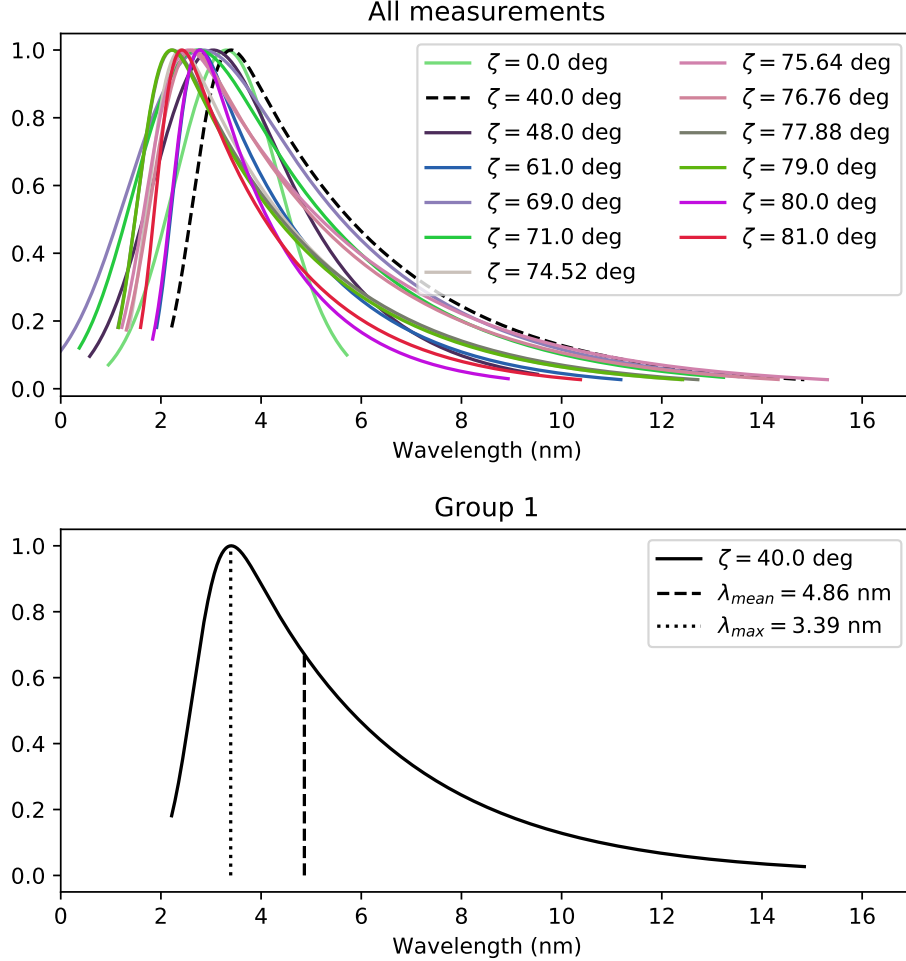 All measurements
1.0
0.8
0.6
0.4
0.2
0.0
ζ = 0.0 deg
ζ = 40.0 deg
ζ = 48.0 deg
ζ = 61.0 deg
ζ = 69.0 deg
ζ = 71.0 deg
ζ = 74.52 deg
ζ = 75.64 deg
ζ = 76.76 deg
ζ = 77.88 deg
ζ = 79.0 deg
ζ = 80.0 deg
ζ = 81.0 deg
0 2 4 6 8 10 12 14 16
Wavelength (nm)
Group 1
1.0
0.8
0.6
0.4
0.2
0.0
ζ = 40.0 deg
λmean = 4.86 nm
λmax = 3.39 nm
0 2 4 6 8 10 12 14 16
Wavelength (nm)